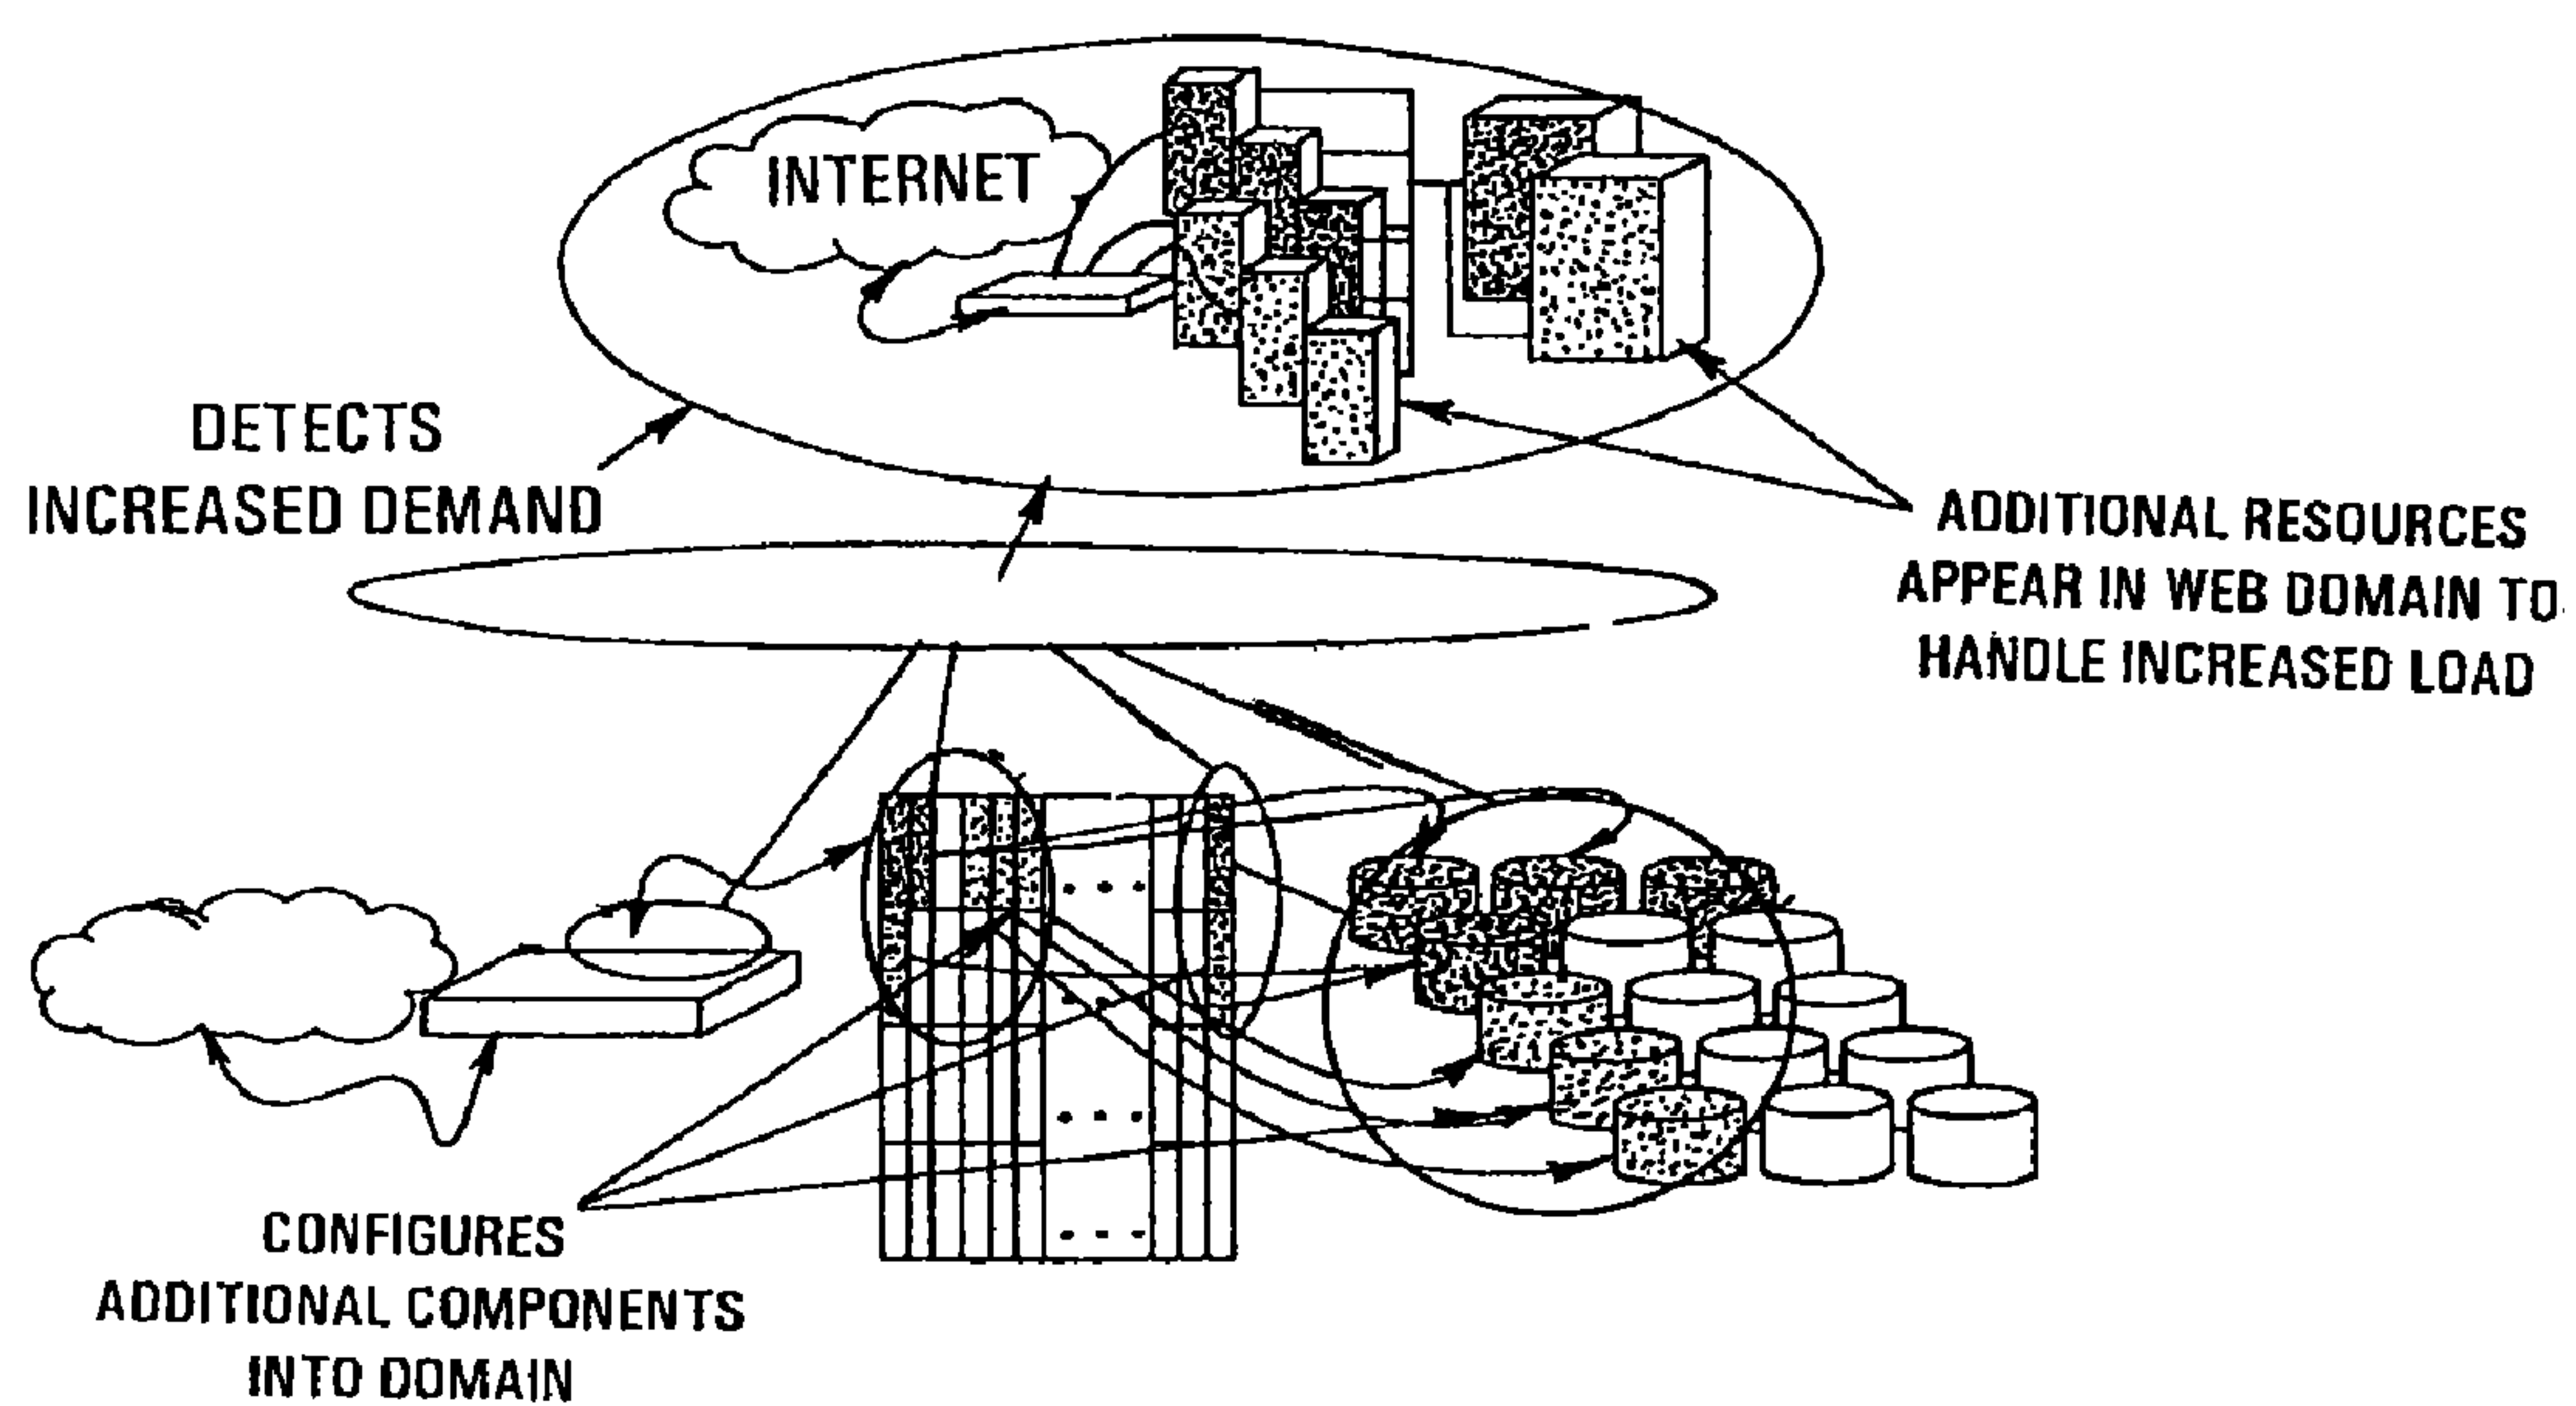 INTERNET
DETECTS
INCREASED DEMAND
ADDITIONAL RESOURCES
APPEAR IN WEB DOMAIN TO
HANDLE INCREASED LOAD
CONFIGURES
ADDITIONAL COMPONENTS
INTO DOMAIN